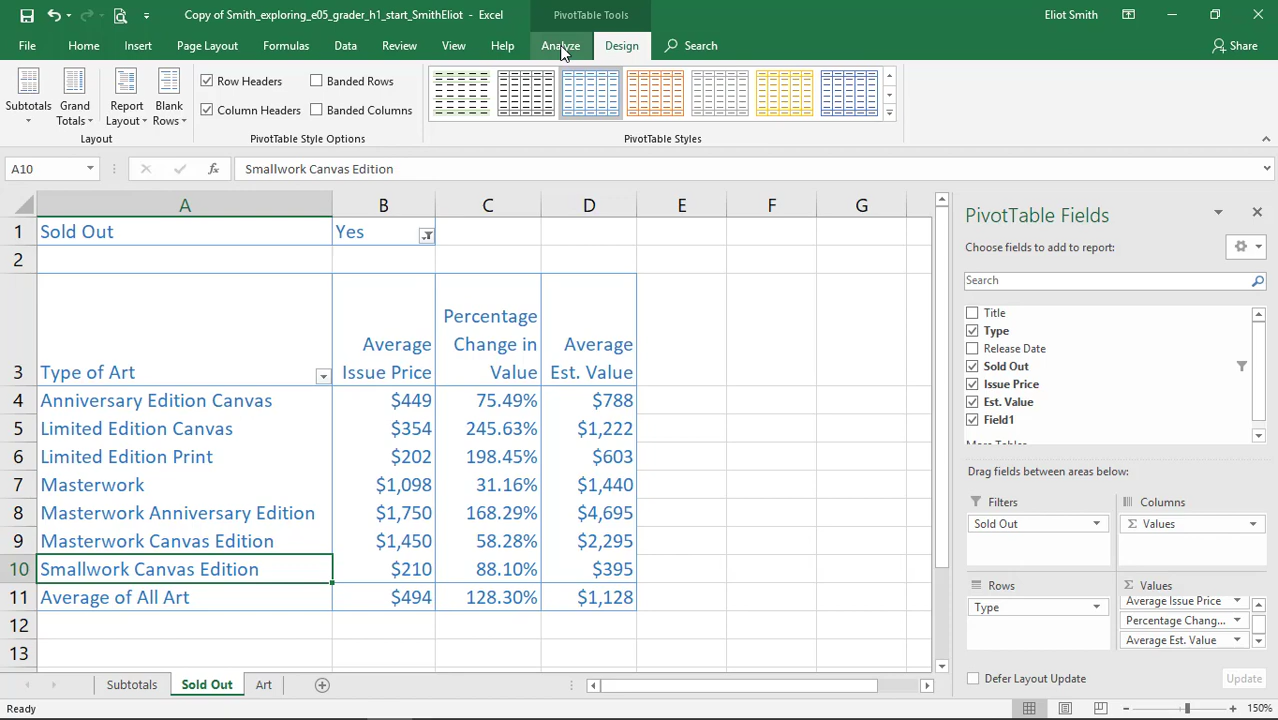 Copy of Smith_exploring_e05_grader_h1_start_SmithEliot - Excel
PivotTable Tools
Eliot Smith
File Home Insert Page Layout Formulas Data Review View Help Analyze Design Search Share
Subtotals
Grand Totals
Report Layout
Blank Rows
Row Headers
Banded Rows
Column Headers
Banded Columns
Layout
PivotTable Style Options
PivotTable Styles
A10
fx
Smallwork Canvas Edition
A B C D E F G
1 Sold Out Yes
2
3 Type of Art Average Issue Price Percentage Change in Value Average Est. Value
4 Anniversary Edition Canvas $449 75.49% $788
5 Limited Edition Canvas $354 245.63% $1,222
6 Limited Edition Print $202 198.45% $603
7 Masterwork $1,098 31.16% $1,440
8 Masterwork Anniversary Edition $1,750 168.29% $4,695
9 Masterwork Canvas Edition $1,450 58.28% $2,295
10 Smallwork Canvas Edition $210 88.10% $395
11 Average of All Art $494 128.30% $1,128
12
13
PivotTable Fields
Choose fields to add to report:
Search
Title
Type
Release Date
Sold Out
Issue Price
Est. Value
Field1
More Tables
Drag fields between areas below:
Filters
Sold Out
Columns
Σ Values
Rows
Type
Σ Values
Average Issue Price
Percentage Chang...
Average Est. Value
Defer Layout Update
Update
Subtotals Sold Out Art
Ready
150%